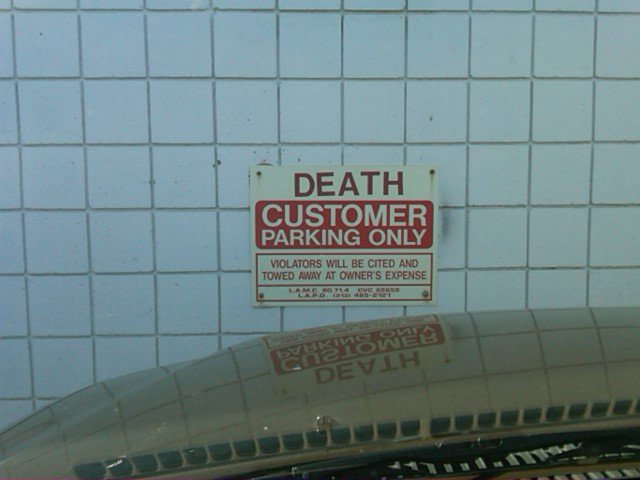 DEATH
CUSTOMER
PARKING ONLY
VIOLATORS WILL BE CITED AND
TOWED AWAY AT OWNER'S EXPENSE
L.A.M.C. 80.71.4 CVC 22658
L.A.P.D. (213) 485-2121